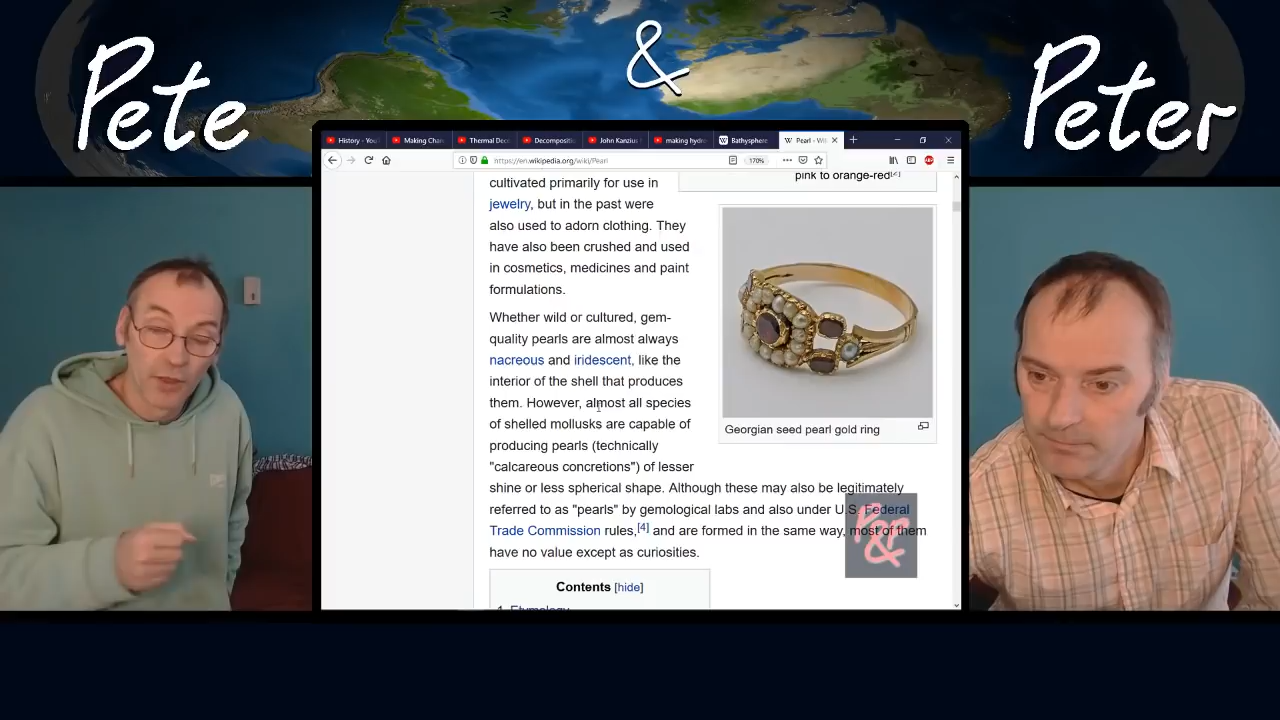 Pete
&
Peter
History - You
Making Chan
Thermal Dec
Decompositi
John Kanzius
making hydro
Bathysphere
Pearl - Wi
https://en.wikipedia.org/wiki/Pearl
170%
pink to orange-red[2]
cultivated primarily for use in
jewelry, but in the past were
also used to adorn clothing. They
have also been crushed and used
in cosmetics, medicines and paint
formulations.
Whether wild or cultured, gem-
quality pearls are almost always
nacreous and iridescent, like the
interior of the shell that produces
them. However, almost all species
of shelled mollusks are capable of
producing pearls (technically
"calcareous concretions") of lesser
shine or less spherical shape. Although these may also be legitimately
referred to as "pearls" by gemological labs and also under U.S. Federal
Trade Commission rules,[4] and are formed in the same way, most of them
have no value except as curiosities.
Georgian seed pearl gold ring
Contents [hide]
1 Etymology